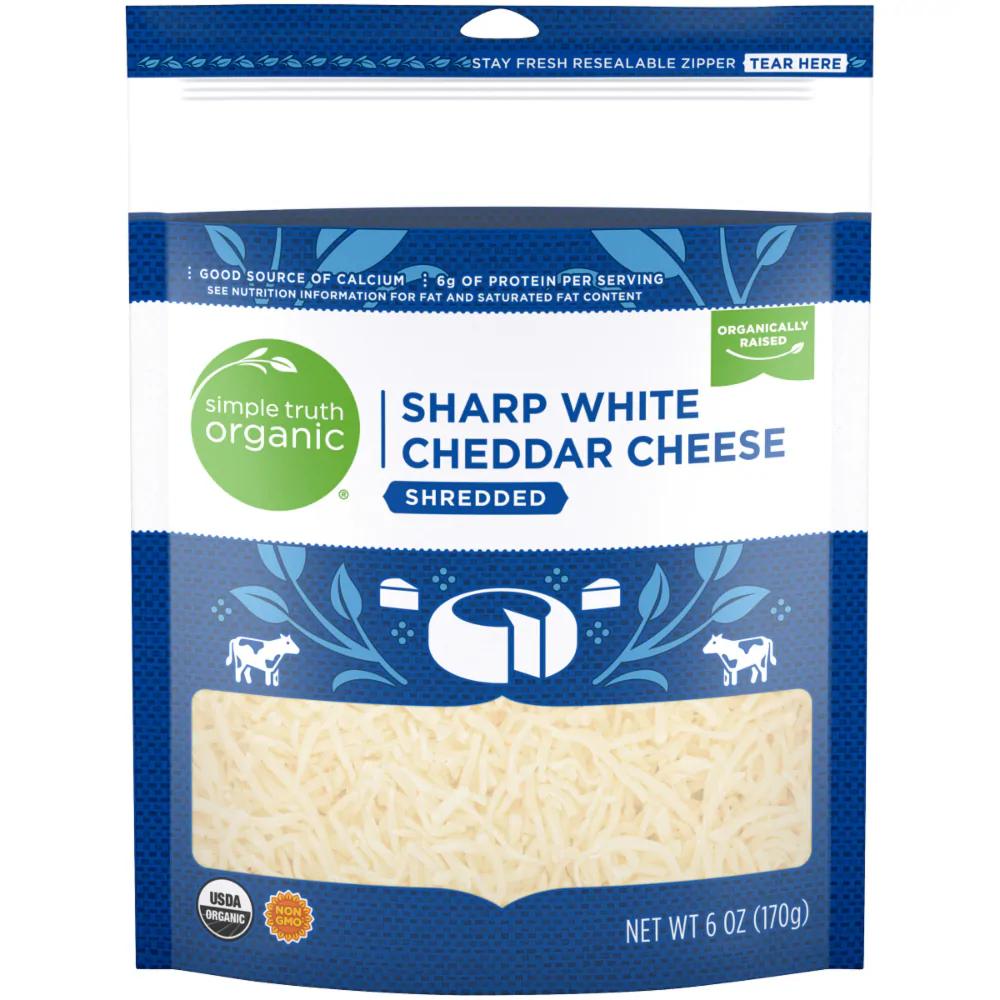 STAY FRESH RESEALABLE ZIPPER TEAR HERE
GOOD SOURCE OF CALCIUM 6g OF PROTEIN PER SERVING
SEE NUTRITION INFORMATION FOR FAT AND SATURATED FAT CONTENT
ORGANICALLY
RAISED
simple truth
organic
®
SHARP WHITE
CHEDDAR CHEESE
SHREDDED
USDA
ORGANIC
NON
GMO
NET WT 6 OZ (170g)